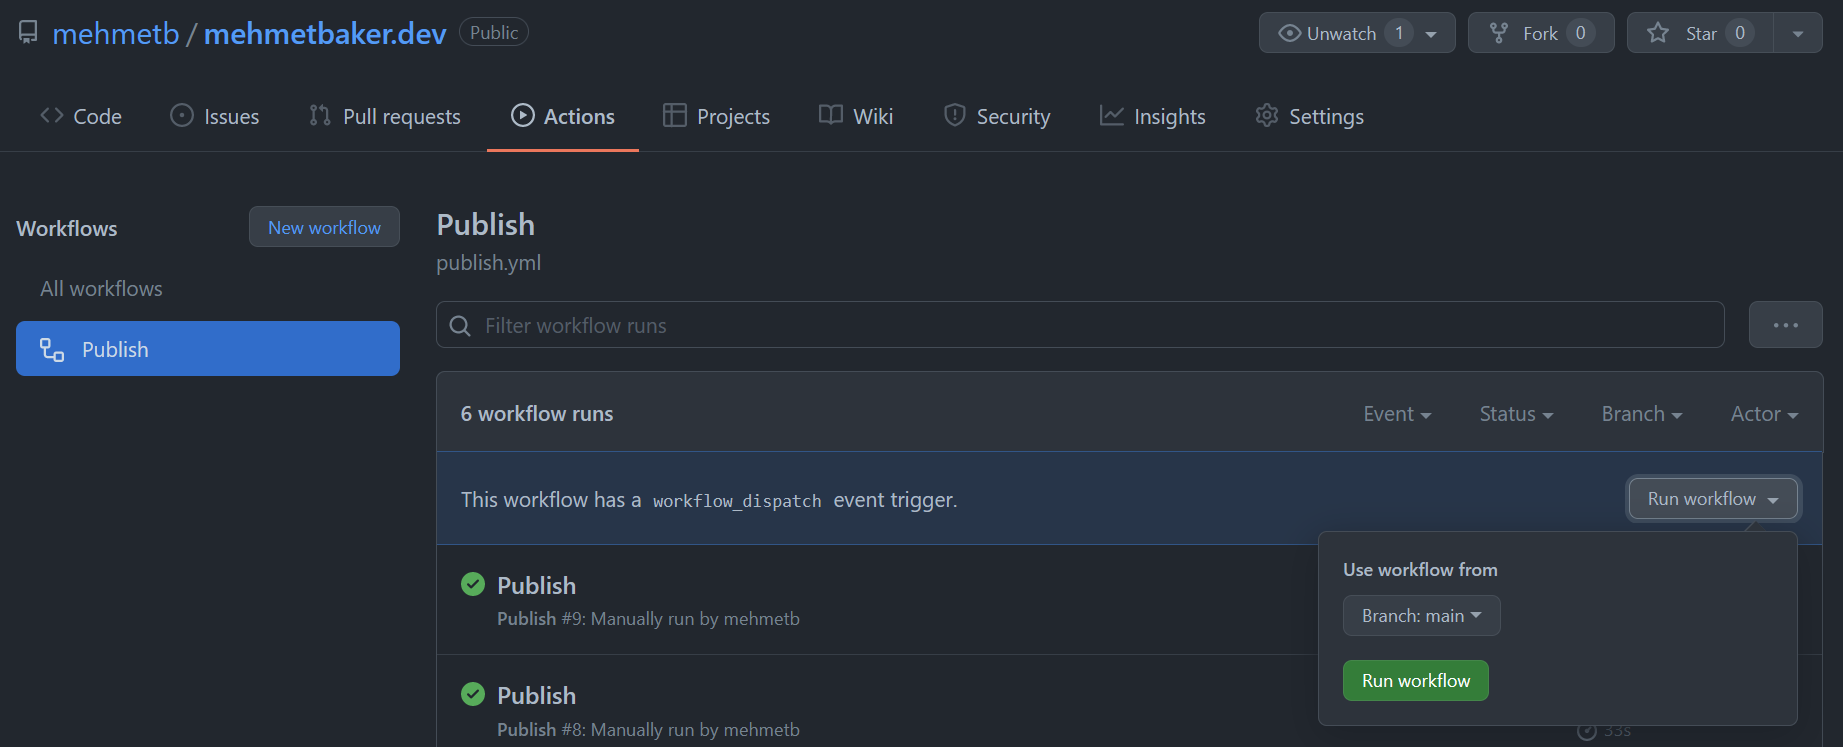 mehmetb / mehmetbaker.dev Public
Unwatch 1 Fork 0 Star 0
Code Issues Pull requests Actions Projects Wiki Security Insights Settings
Workflows New workflow
All workflows
Publish
Publish
publish.yml
Filter workflow runs
6 workflow runs Event Status Branch Actor
This workflow has a workflow_dispatch event trigger. Run workflow
Use workflow from
Branch: main
Run workflow
Publish
Publish #9: Manually run by mehmetb
Publish
Publish #8: Manually run by mehmetb 33s